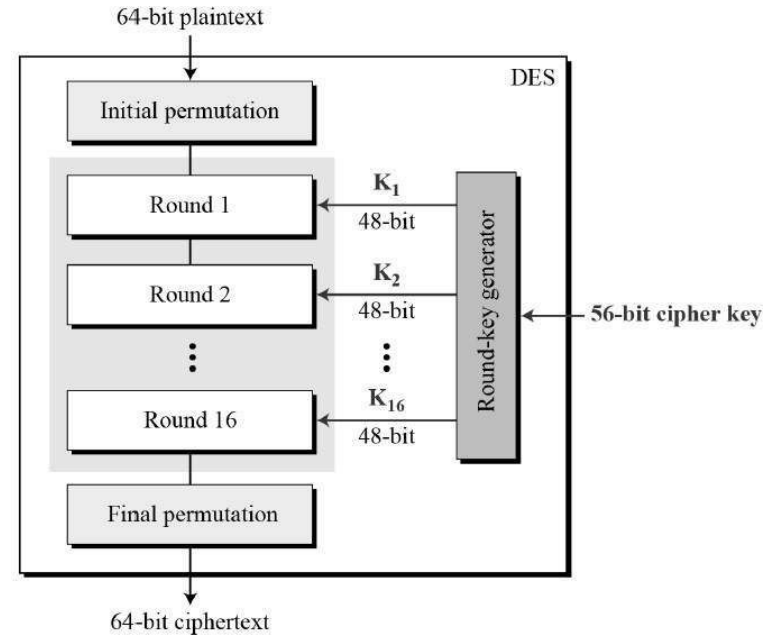 64-bit plaintext
DES
Initial permutation
Round 1
K1
48-bit
Round 2
K2
48-bit
Round-key generator
56-bit cipher key
Round 16
K16
48-bit
Final permutation
64-bit ciphertext